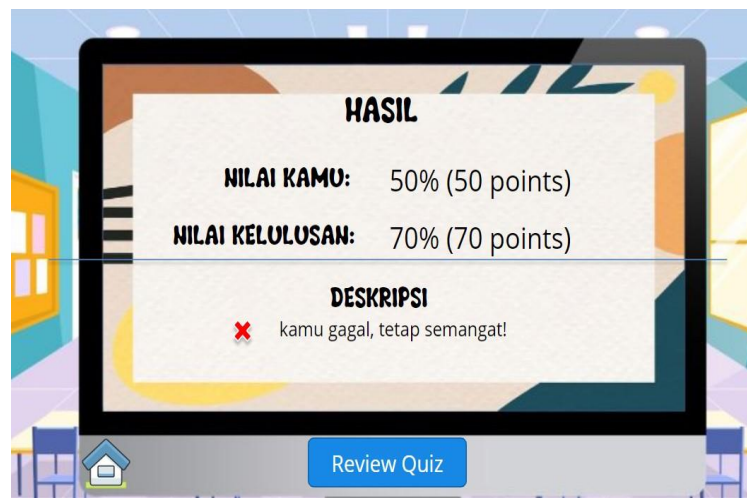 HASIL
NILAI KAMU: 50% (50 points)
NILAI KELULUSAN: 70% (70 points)
DESKRIPSI
kamu gagal, tetap semangat!
Review Quiz